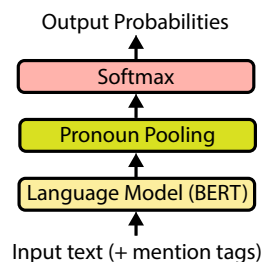 Output Probabilities
Softmax
Pronoun Pooling
Language Model (BERT)
Input text (+ mention tags)